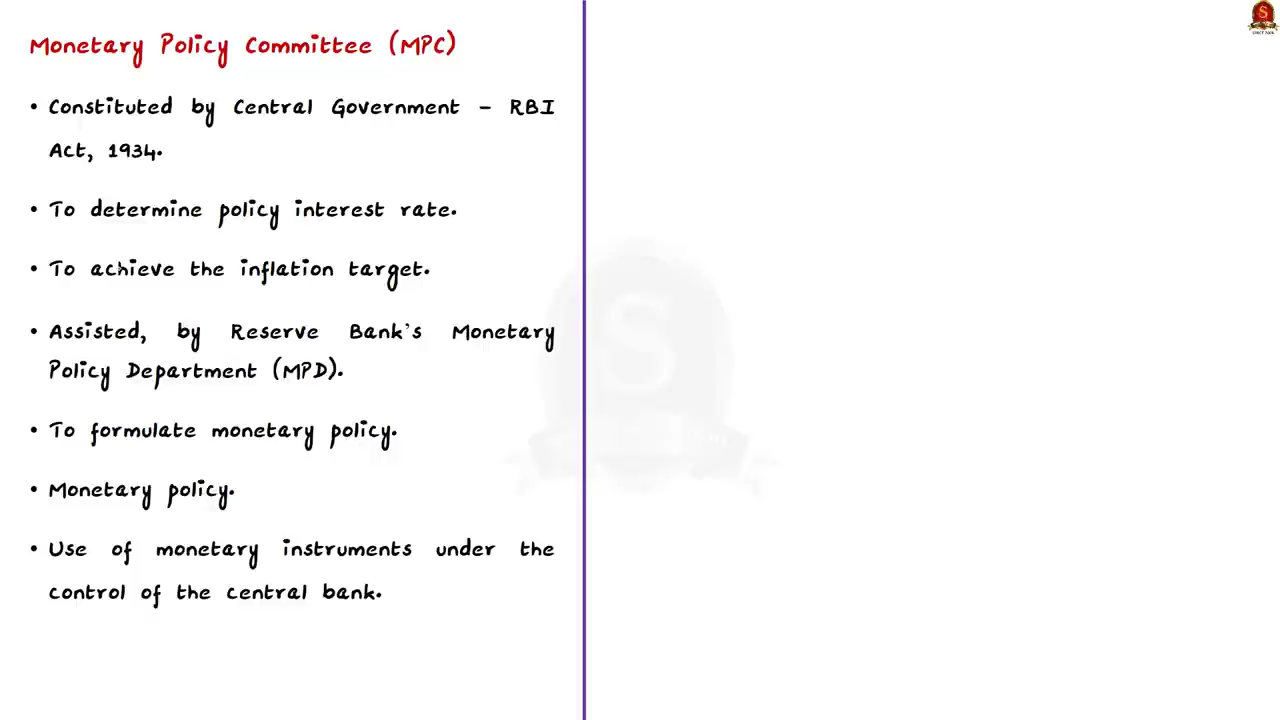 Monetary Policy Committee (MPC)
• Constituted by Central Government – RBI
Act, 1934.
• To determine policy interest rate.
• To achieve the inflation target.
• Assisted, by Reserve Bank's Monetary
Policy Department (MPD).
• To formulate monetary policy.
• Monetary policy.
• Use of monetary instruments under the
control of the central bank.